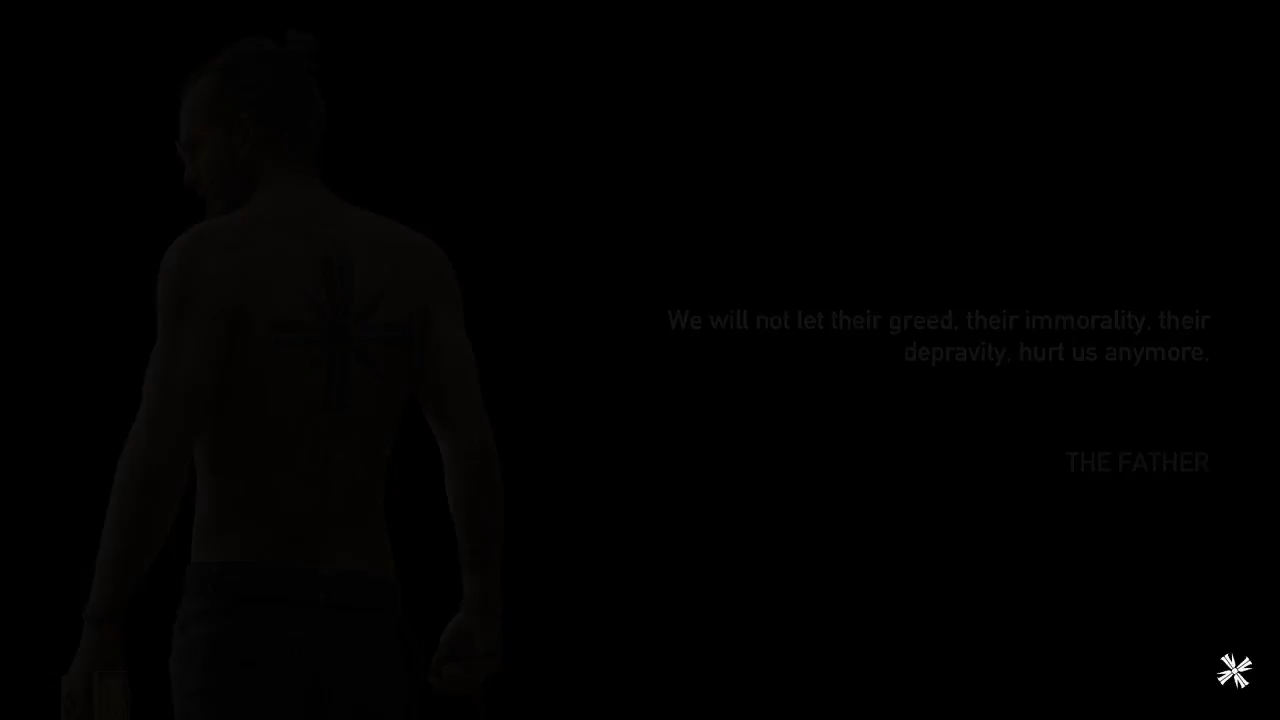 We will not let their greed, their immorality, their
depravity, hurt us anymore.
THE FATHER